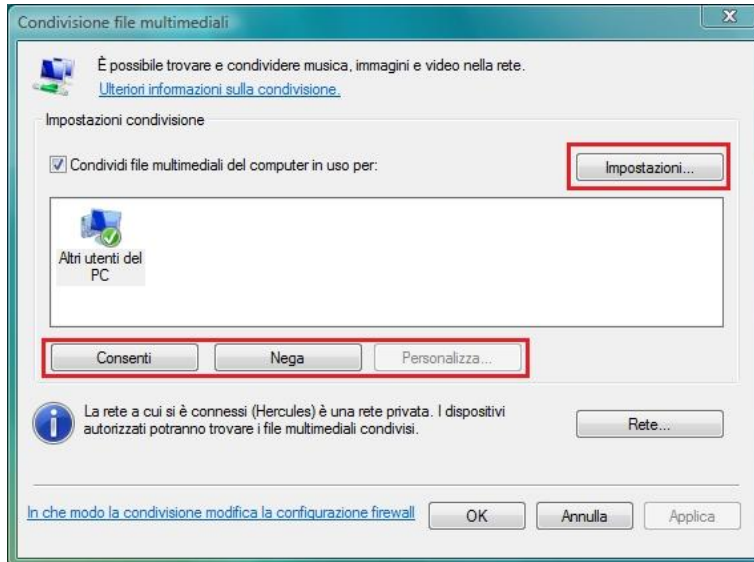 Condivisione file multimediali
È possibile trovare e condividere musica, immagini e video nella rete.
Ulteriori informazioni sulla condivisione.
Impostazioni condivisione
Condividi file multimediali del computer in uso per:
Impostazioni...
Altri utenti del
PC
Consenti
Nega
Personalizza...
La rete a cui si è connessi (Hercules) è una rete privata. I dispositivi
autorizzati potranno trovare i file multimediali condivisi.
Rete...
In che modo la condivisione modifica la configurazione firewall
OK
Annulla
Applica